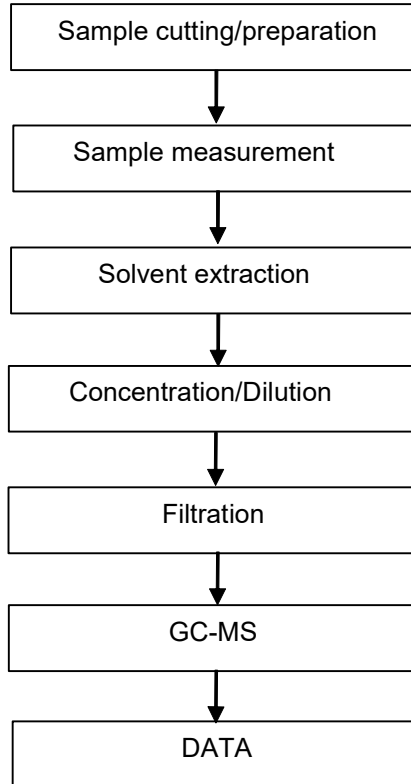 Sample cutting/preparation
Sample measurement
Solvent extraction
Concentration/Dilution
Filtration
GC-MS
DATA